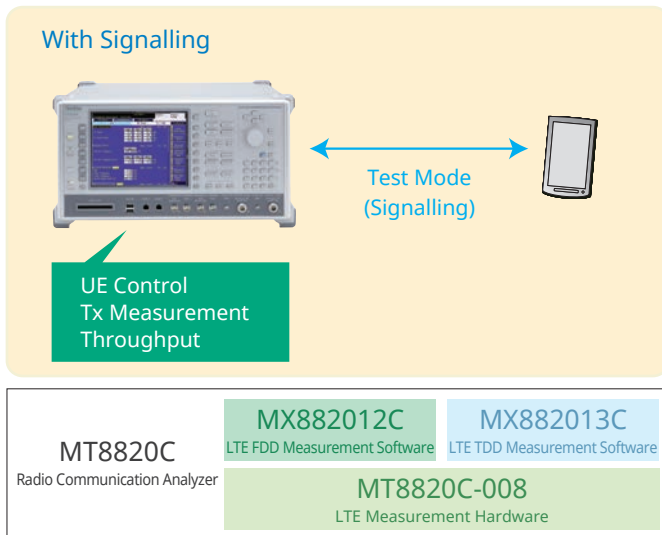 With Signalling
Test Mode
(Signalling)
UE Control
Tx Measurement
Throughput
MT8820C
Radio Communication Analyzer
MX882012C
LTE FDD Measurement Software
MX882013C
LTE TDD Measurement Software
MT8820C-008
LTE Measurement Hardware